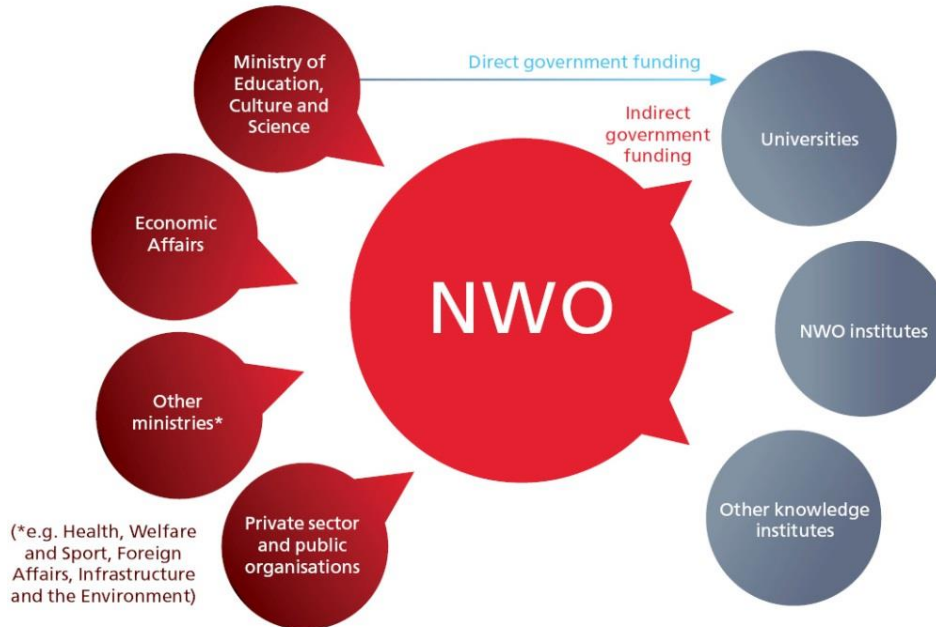 Ministry of
Education,
Culture and
Science
Direct government funding
Indirect
government
funding
Universities
Economic
Affairs
NWO
NWO institutes
Other
ministries*
Other knowledge
institutes
Private sector
and public
organisations
(*e.g. Health, Welfare
and Sport, Foreign
Affairs, Infrastructure
and the Environment)